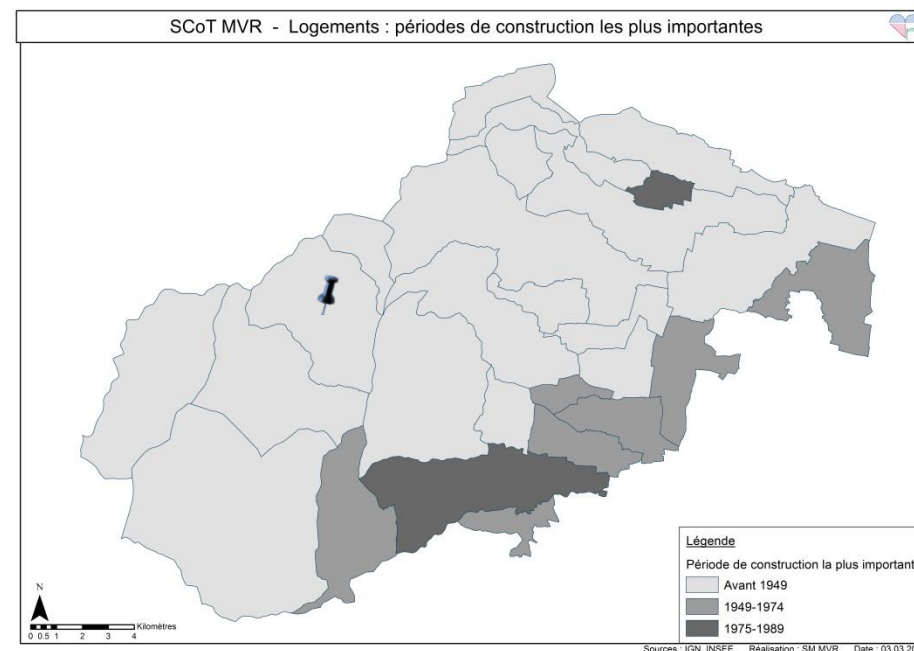 SCoT MVR - Logements : périodes de construction les plus importantes
Légende
Période de construction la plus important
Avant 1949
1949-1974
1975-1989
N
0 0.5 1 2 3 4 Kilomètres
Sources : IGN, INSEE Réalisation : SM MVR Date : 03.03.20